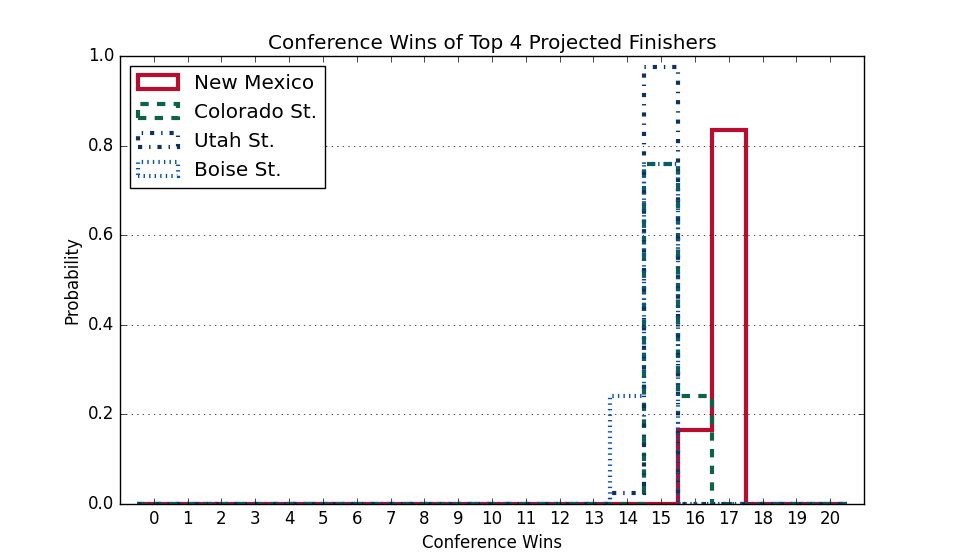 Conference Wins of Top 4 Projected Finishers
1.0
0.8
0.6
0.4
0.2
0.0
Probability
New Mexico
Colorado St.
Utah St.
Boise St.
0 1 2 3 4 5 6 7 8 9 10 11 12 13 14 15 16 17 18 19 20
Conference Wins